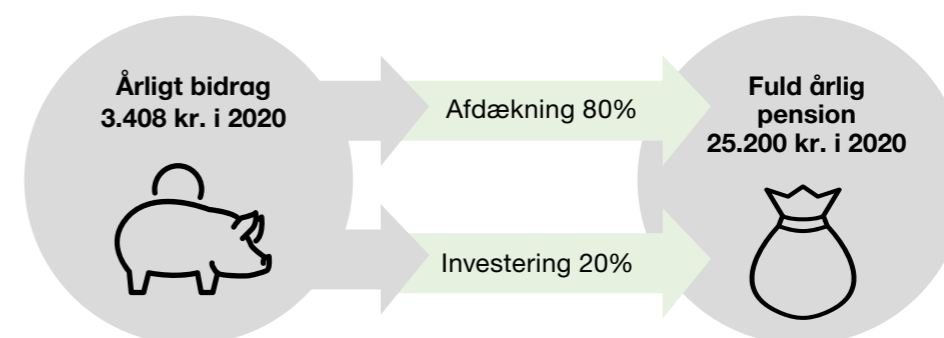 Årligt bidrag
3.408 kr. i 2020
Afdækning 80%
Investering 20%
Fuld årlig
pension
25.200 kr. i 2020